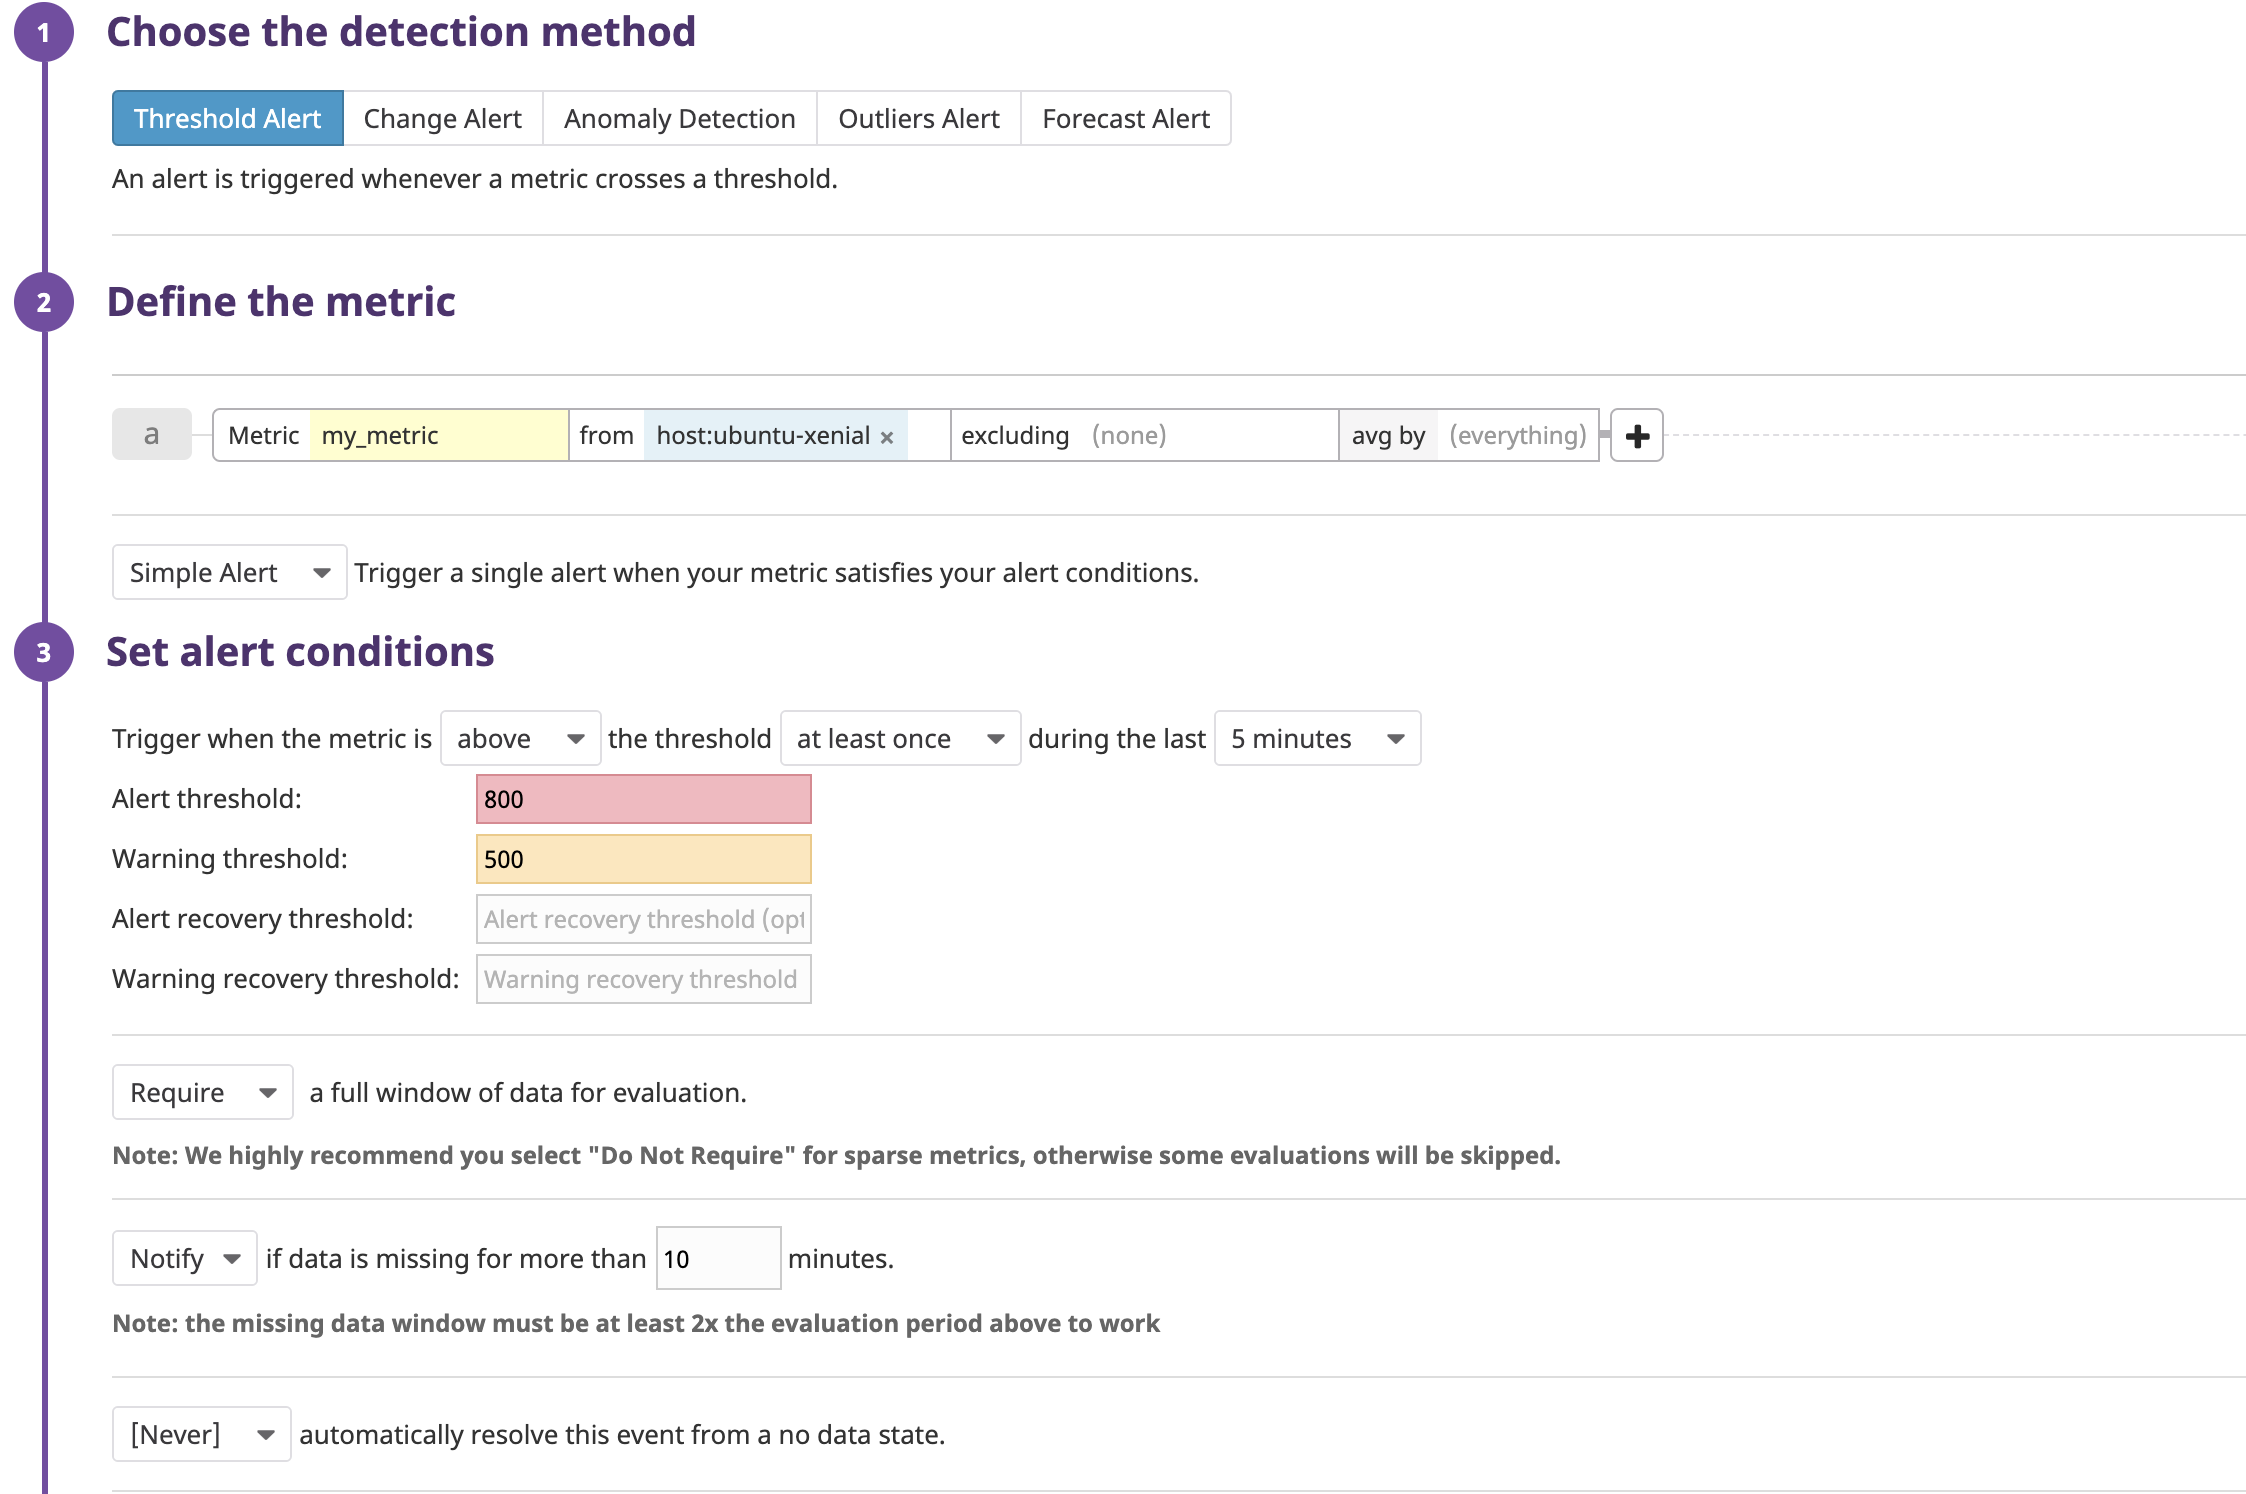 1 Choose the detection method
Threshold Alert Change Alert Anomaly Detection Outliers Alert Forecast Alert
An alert is triggered whenever a metric crosses a threshold.
2 Define the metric
a Metric my_metric from host:ubuntu-xenial × excluding (none) avg by (everything) +
Simple Alert Trigger a single alert when your metric satisfies your alert conditions.
3 Set alert conditions
Trigger when the metric is above the threshold at least once during the last 5 minutes
Alert threshold: 800
Warning threshold: 500
Alert recovery threshold: Alert recovery threshold (opt
Warning recovery threshold: Warning recovery threshold
Require a full window of data for evaluation.
Note: We highly recommend you select "Do Not Require" for sparse metrics, otherwise some evaluations will be skipped.
Notify if data is missing for more than 10 minutes.
Note: the missing data window must be at least 2x the evaluation period above to work
[Never] automatically resolve this event from a no data state.